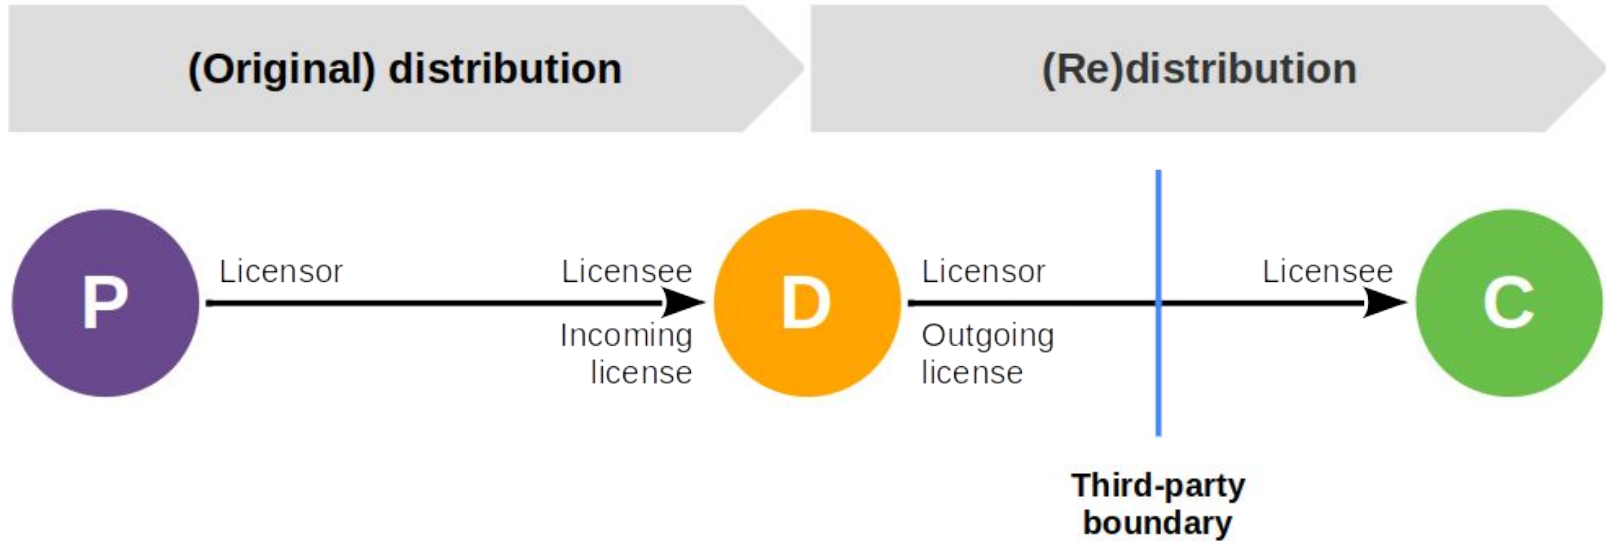 (Original) distribution
(Re)distribution
P
Licensor
Licensee
Incoming
license
D
Licensor
Licensee
Outgoing
license
C
Third-party
boundary